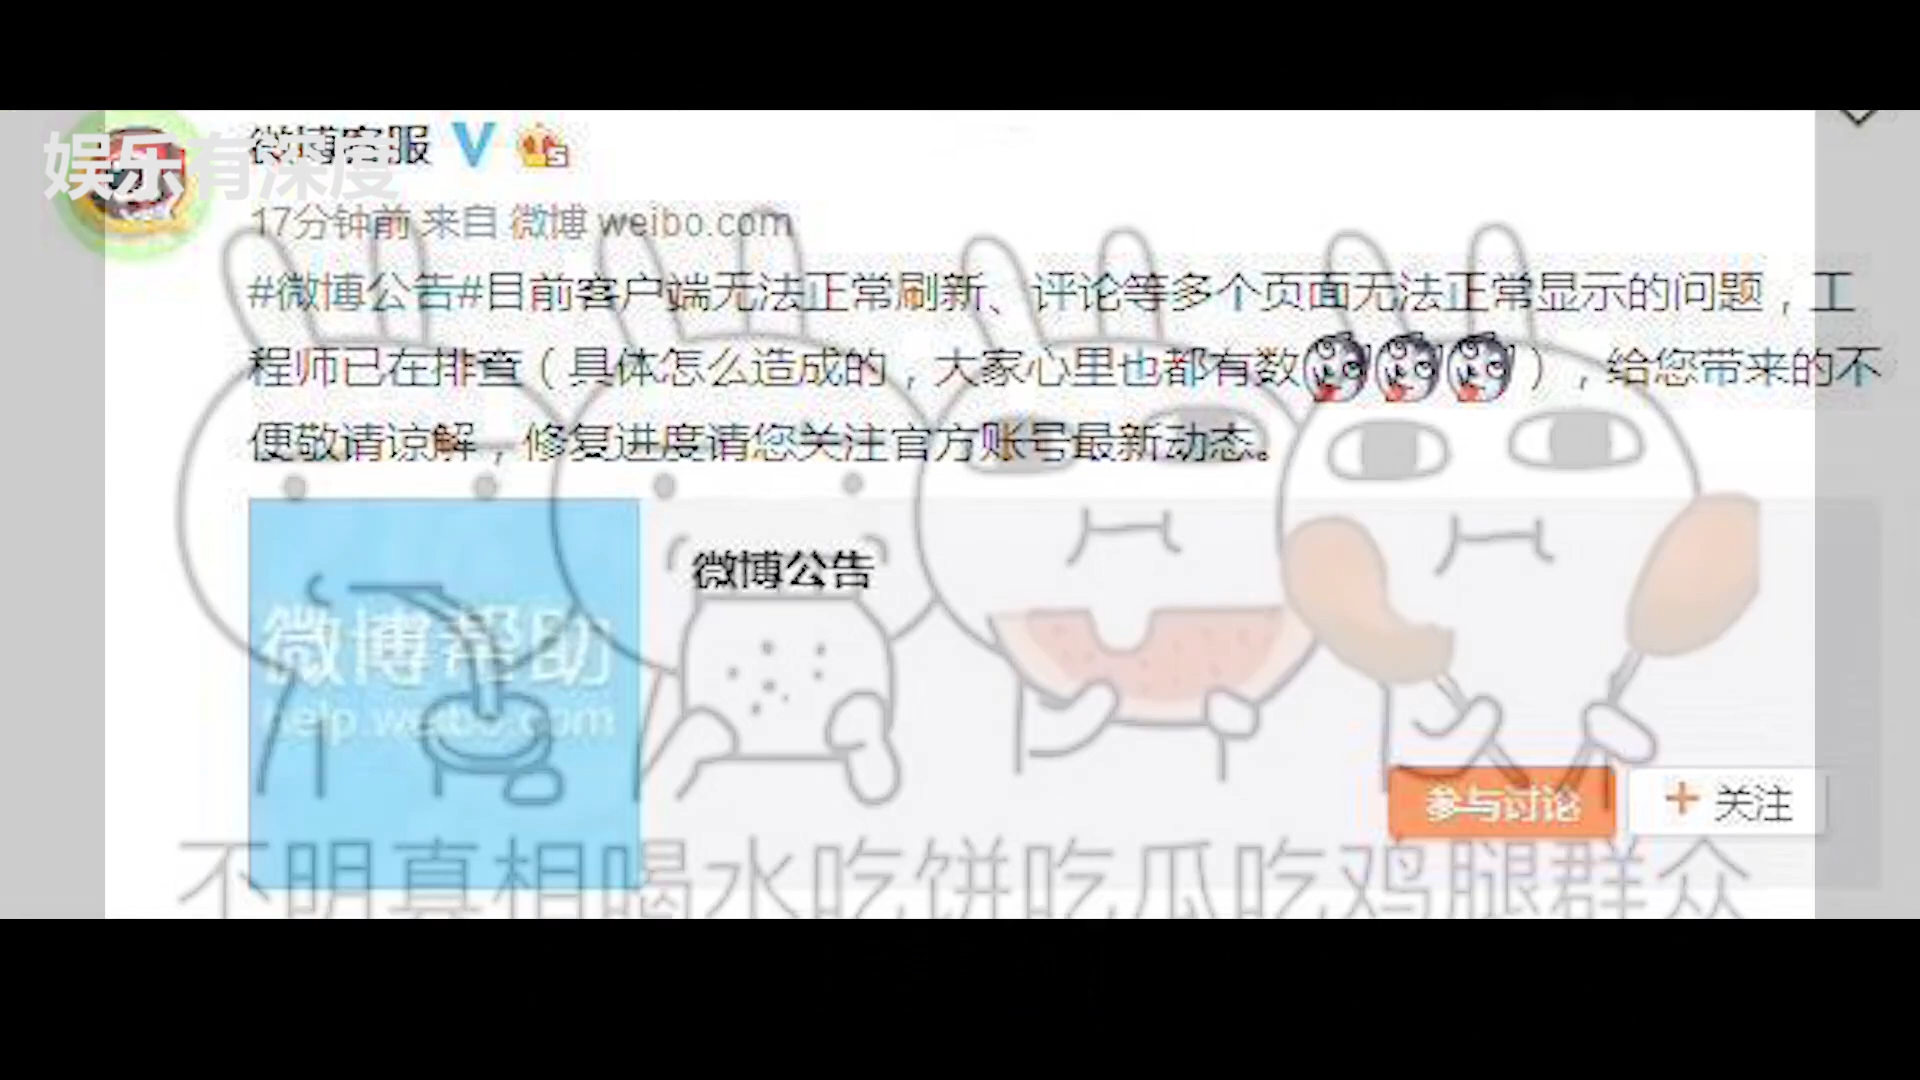 娱乐有深度
微博客服
17分钟前 来自 微博 weibo.com
#微博公告#目前客户端无法正常刷新、评论等多个页面无法正常显示的问题，工
程师已在排查（具体怎么造成的，大家心里也都有数），给您带来的不
便敬请谅解，修复进度请您关注官方账号最新动态。
微博公告
微博帮助
help.weibo.com
参与讨论
+ 关注
不明真相喝水吃饼吃瓜吃鸡腿群众